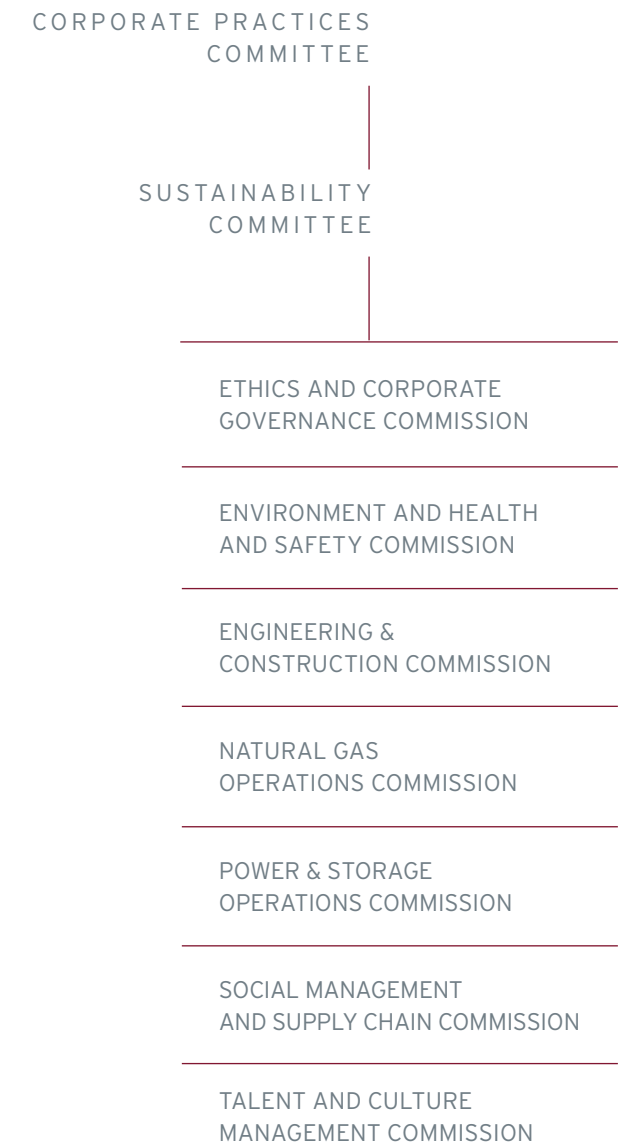 CORPORATE PRACTICES
COMMITTEE
SUSTAINABILITY
COMMITTEE
ETHICS AND CORPORATE
GOVERNANCE COMMISSION
ENVIRONMENT AND HEALTH
AND SAFETY COMMISSION
ENGINEERING &
CONSTRUCTION COMMISSION
NATURAL GAS
OPERATIONS COMMISSION
POWER & STORAGE
OPERATIONS COMMISSION
SOCIAL MANAGEMENT
AND SUPPLY CHAIN COMMISSION
TALENT AND CULTURE
MANAGEMENT COMMISSION